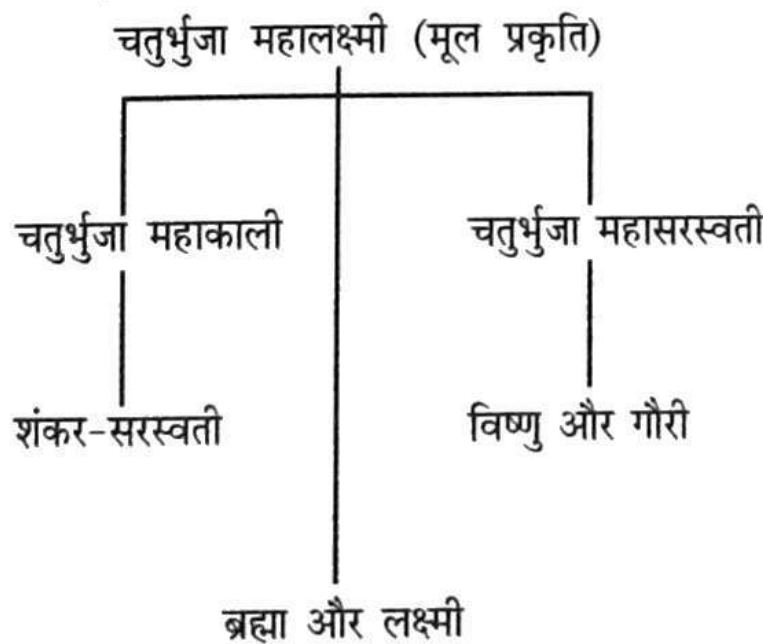 चतुर्भुजा महालक्ष्मी (मूल प्रकृति)
चतुर्भुजा महाकाली
चतुर्भुजा महासरस्वती
शंकर-सरस्वती
विष्णु और गौरी
ब्रह्मा और लक्ष्मी